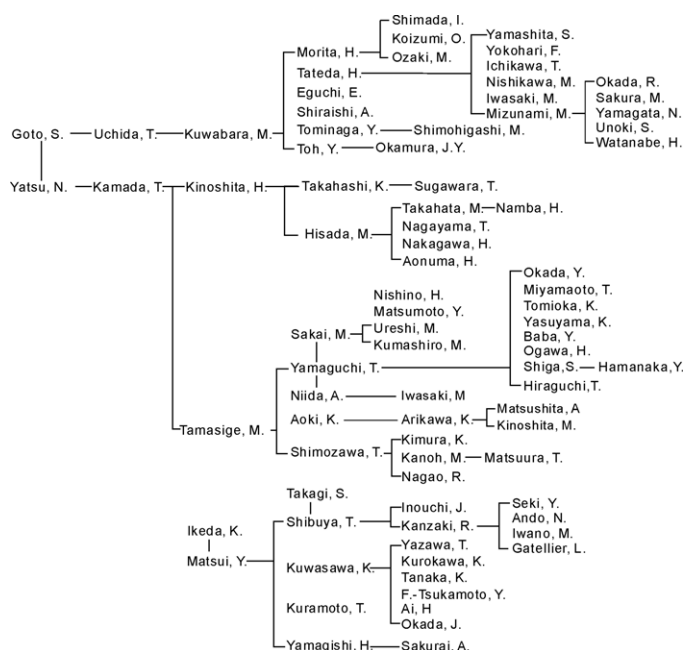 Shimada, I.
Koizumi, O.
Morita, H.
Ozaki, M.
Yamashita, S.
Yokohari, F.
Tateda, H.
Ichikawa, T.
Eguchi, E.
Nishikawa, M.
Okada, R.
Shiraishi, A.
Iwasaki, M.
Sakura, M.
Mizunami, M.
Yamagata, N.
Goto, S.
Uchida, T.
Kuwabara, M.
Tominaga, Y.
Shimohigashi, M.
Unoki, S.
Toh, Y.
Okamura, J.Y.
Watanabe, H.
Yatsu, N.
Kamada, T.
Kinoshita, H.
Takahashi, K.
Sugawara, T.
Takahata, M.
Namba, H.
Hisada, M.
Nagayama, T.
Nakagawa, H.
Aonuma, H.
Okada, Y.
Nishino, H.
Miyamaoto, T.
Matsumoto, Y.
Tomioka, K.
Sakai, M.
Ureshi, M.
Yasuyama, K.
Kumashiro, M.
Baba, Y.
Ogawa, H.
Yamaguchi, T.
Shiga,S.
Hamanaka,Y.
Hiraguchi,T.
Niida, A.
Iwasaki, M
Aoki, K.
Arikawa, K.
Matsushita, A
Kinoshita, M.
Tamasige, M.
Kimura, K.
Shimozawa, T.
Kanoh, M.
Matsuura, T.
Nagao, R.
Takagi, S.
Inouchi, J.
Seki, Y.
Ikeda, K.
Shibuya, T.
Kanzaki, R.
Ando, N.
Iwano, M.
Gatellier, L.
Matsui, Y.
Yazawa, T.
Kuwasawa, K.
Kurokawa, K.
Tanaka, K.
F.-Tsukamoto, Y.
Kuramoto, T.
Ai, H
Okada, J.
Yamagishi, H.
Sakurai, A.